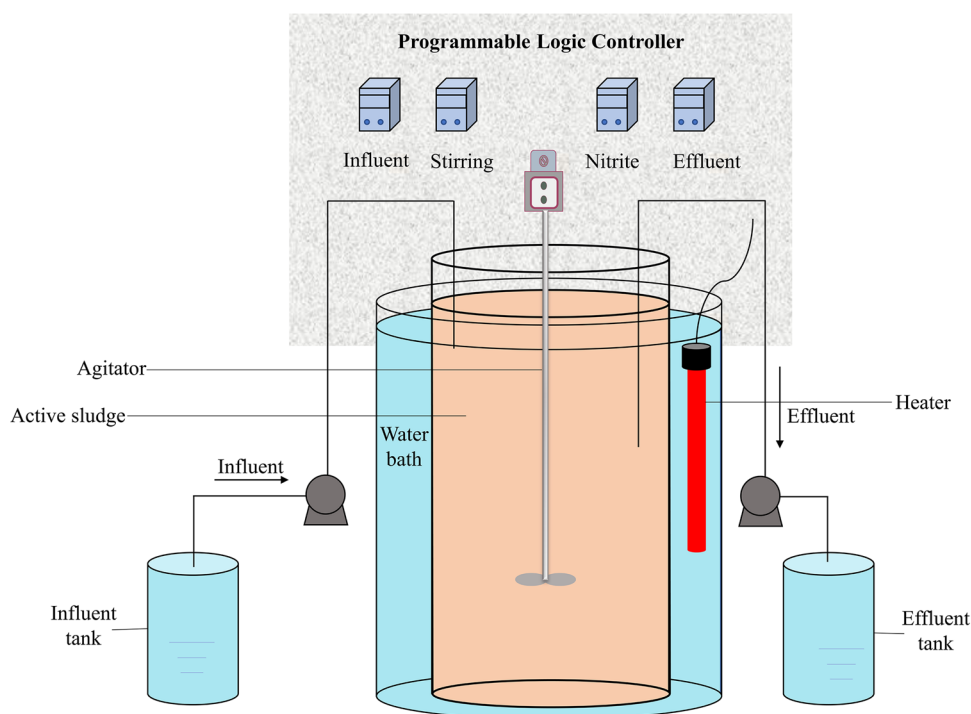 Programmable Logic Controller
Influent
Stirring
Nitrite
Effluent
Agitator
Active sludge
Water
bath
Influent
Effluent
Heater
Influent
tank
Effluent
tank